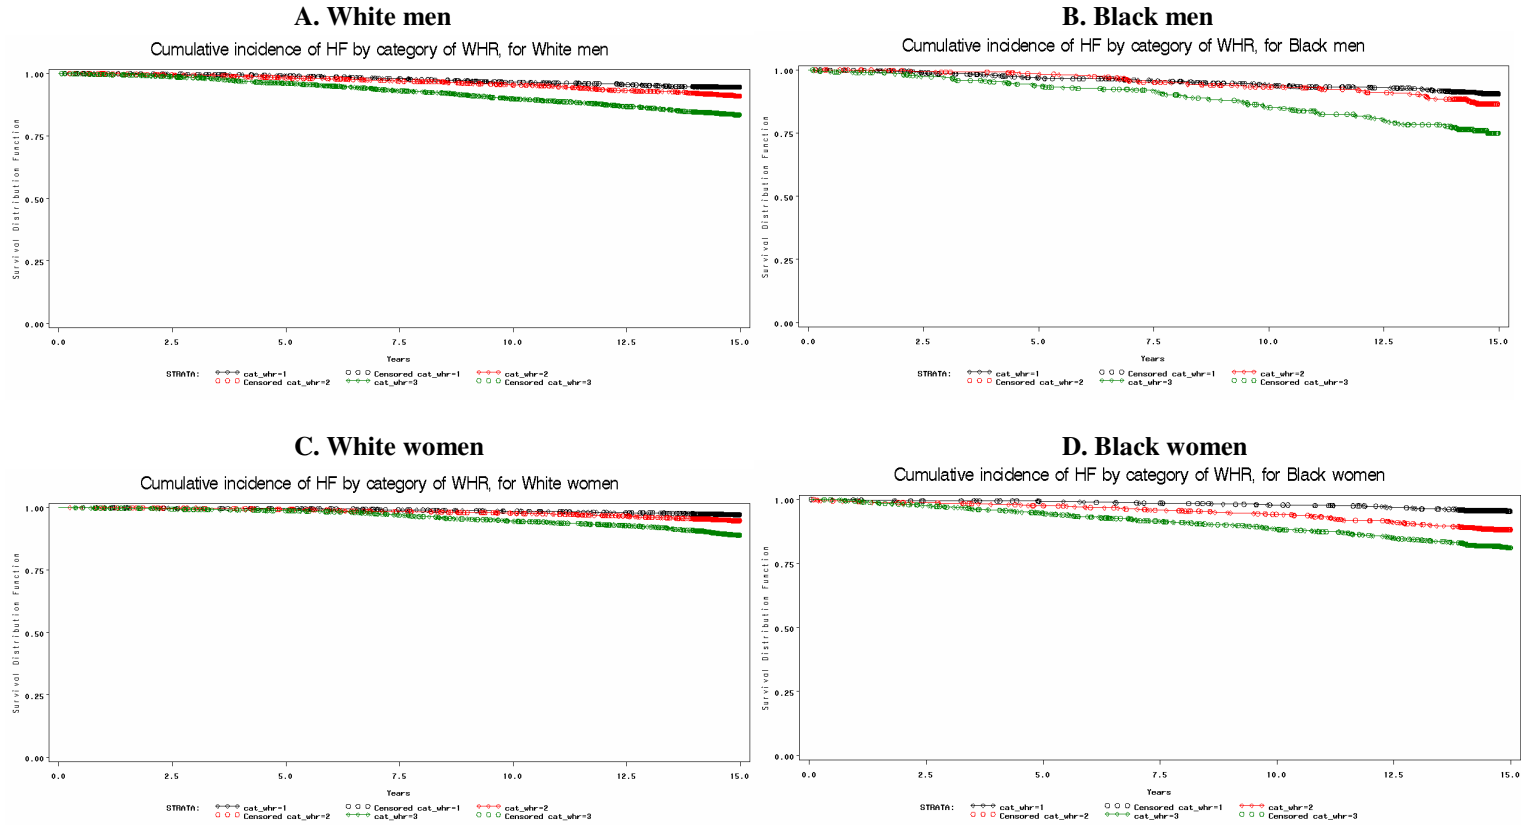 A. White men
Cumulative incidence of HF by category of WHR, for White men
1.00
0.75
0.50
0.25
0.00
Survival Distribution Function
0.0 2.5 5.0 7.5 10.0 12.5 15.0
Years
STRATA: cat_whr=1 Censored cat_whr=1 cat_whr=2
Censored cat_whr=2 cat_whr=3 Censored cat_whr=3
B. Black men
Cumulative incidence of HF by category of WHR, for Black men
1.00
0.75
0.50
0.25
0.00
Survival Distribution Function
0.0 2.5 5.0 7.5 10.0 12.5 15.0
Years
STRATA: cat_whr=1 Censored cat_whr=1 cat_whr=2
Censored cat_whr=2 cat_whr=3 Censored cat_whr=3
C. White women
Cumulative incidence of HF by category of WHR, for White women
1.00
0.75
0.50
0.25
0.00
Survival Distribution Function
0.0 2.5 5.0 7.5 10.0 12.5 15.0
Years
STRATA: cat_whr=1 Censored cat_whr=1 cat_whr=2
Censored cat_whr=2 cat_whr=3 Censored cat_whr=3
D. Black women
Cumulative incidence of HF by category of WHR, for Black women
1.00
0.75
0.50
0.25
0.00
Survival Distribution Function
0.0 2.5 5.0 7.5 10.0 12.5 15.0
Years
STRATA: cat_whr=1 Censored cat_whr=1 cat_whr=2
Censored cat_whr=2 cat_whr=3 Censored cat_whr=3